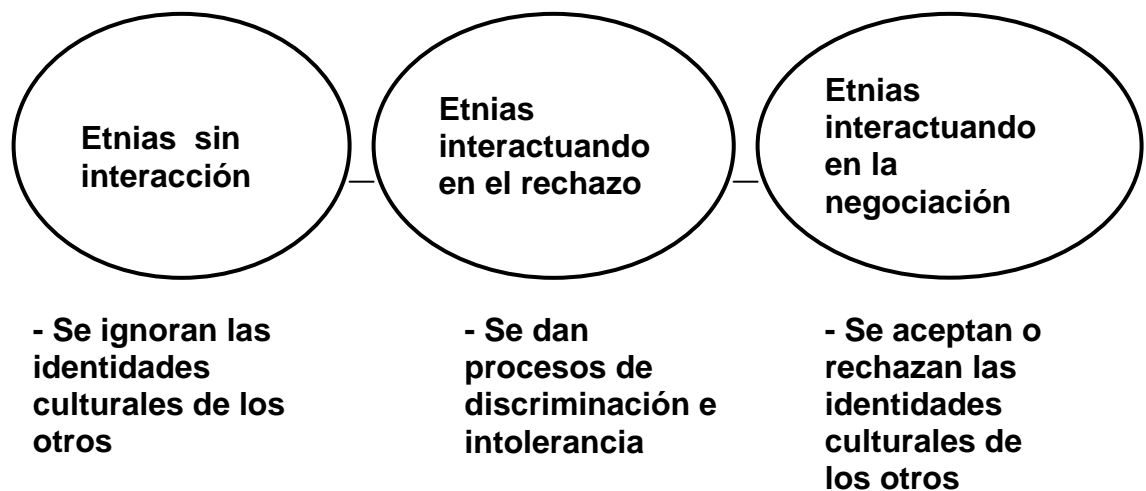 Etnias sin
interacción
Etnias
interactuando
en el rechazo
Etnias
interactuando
en la
negociación
- Se ignoran las
identidades
culturales de los
otros
- Se dan
procesos de
discriminación e
intolerancia
- Se aceptan o
rechazan las
identidades
culturales de
los otros